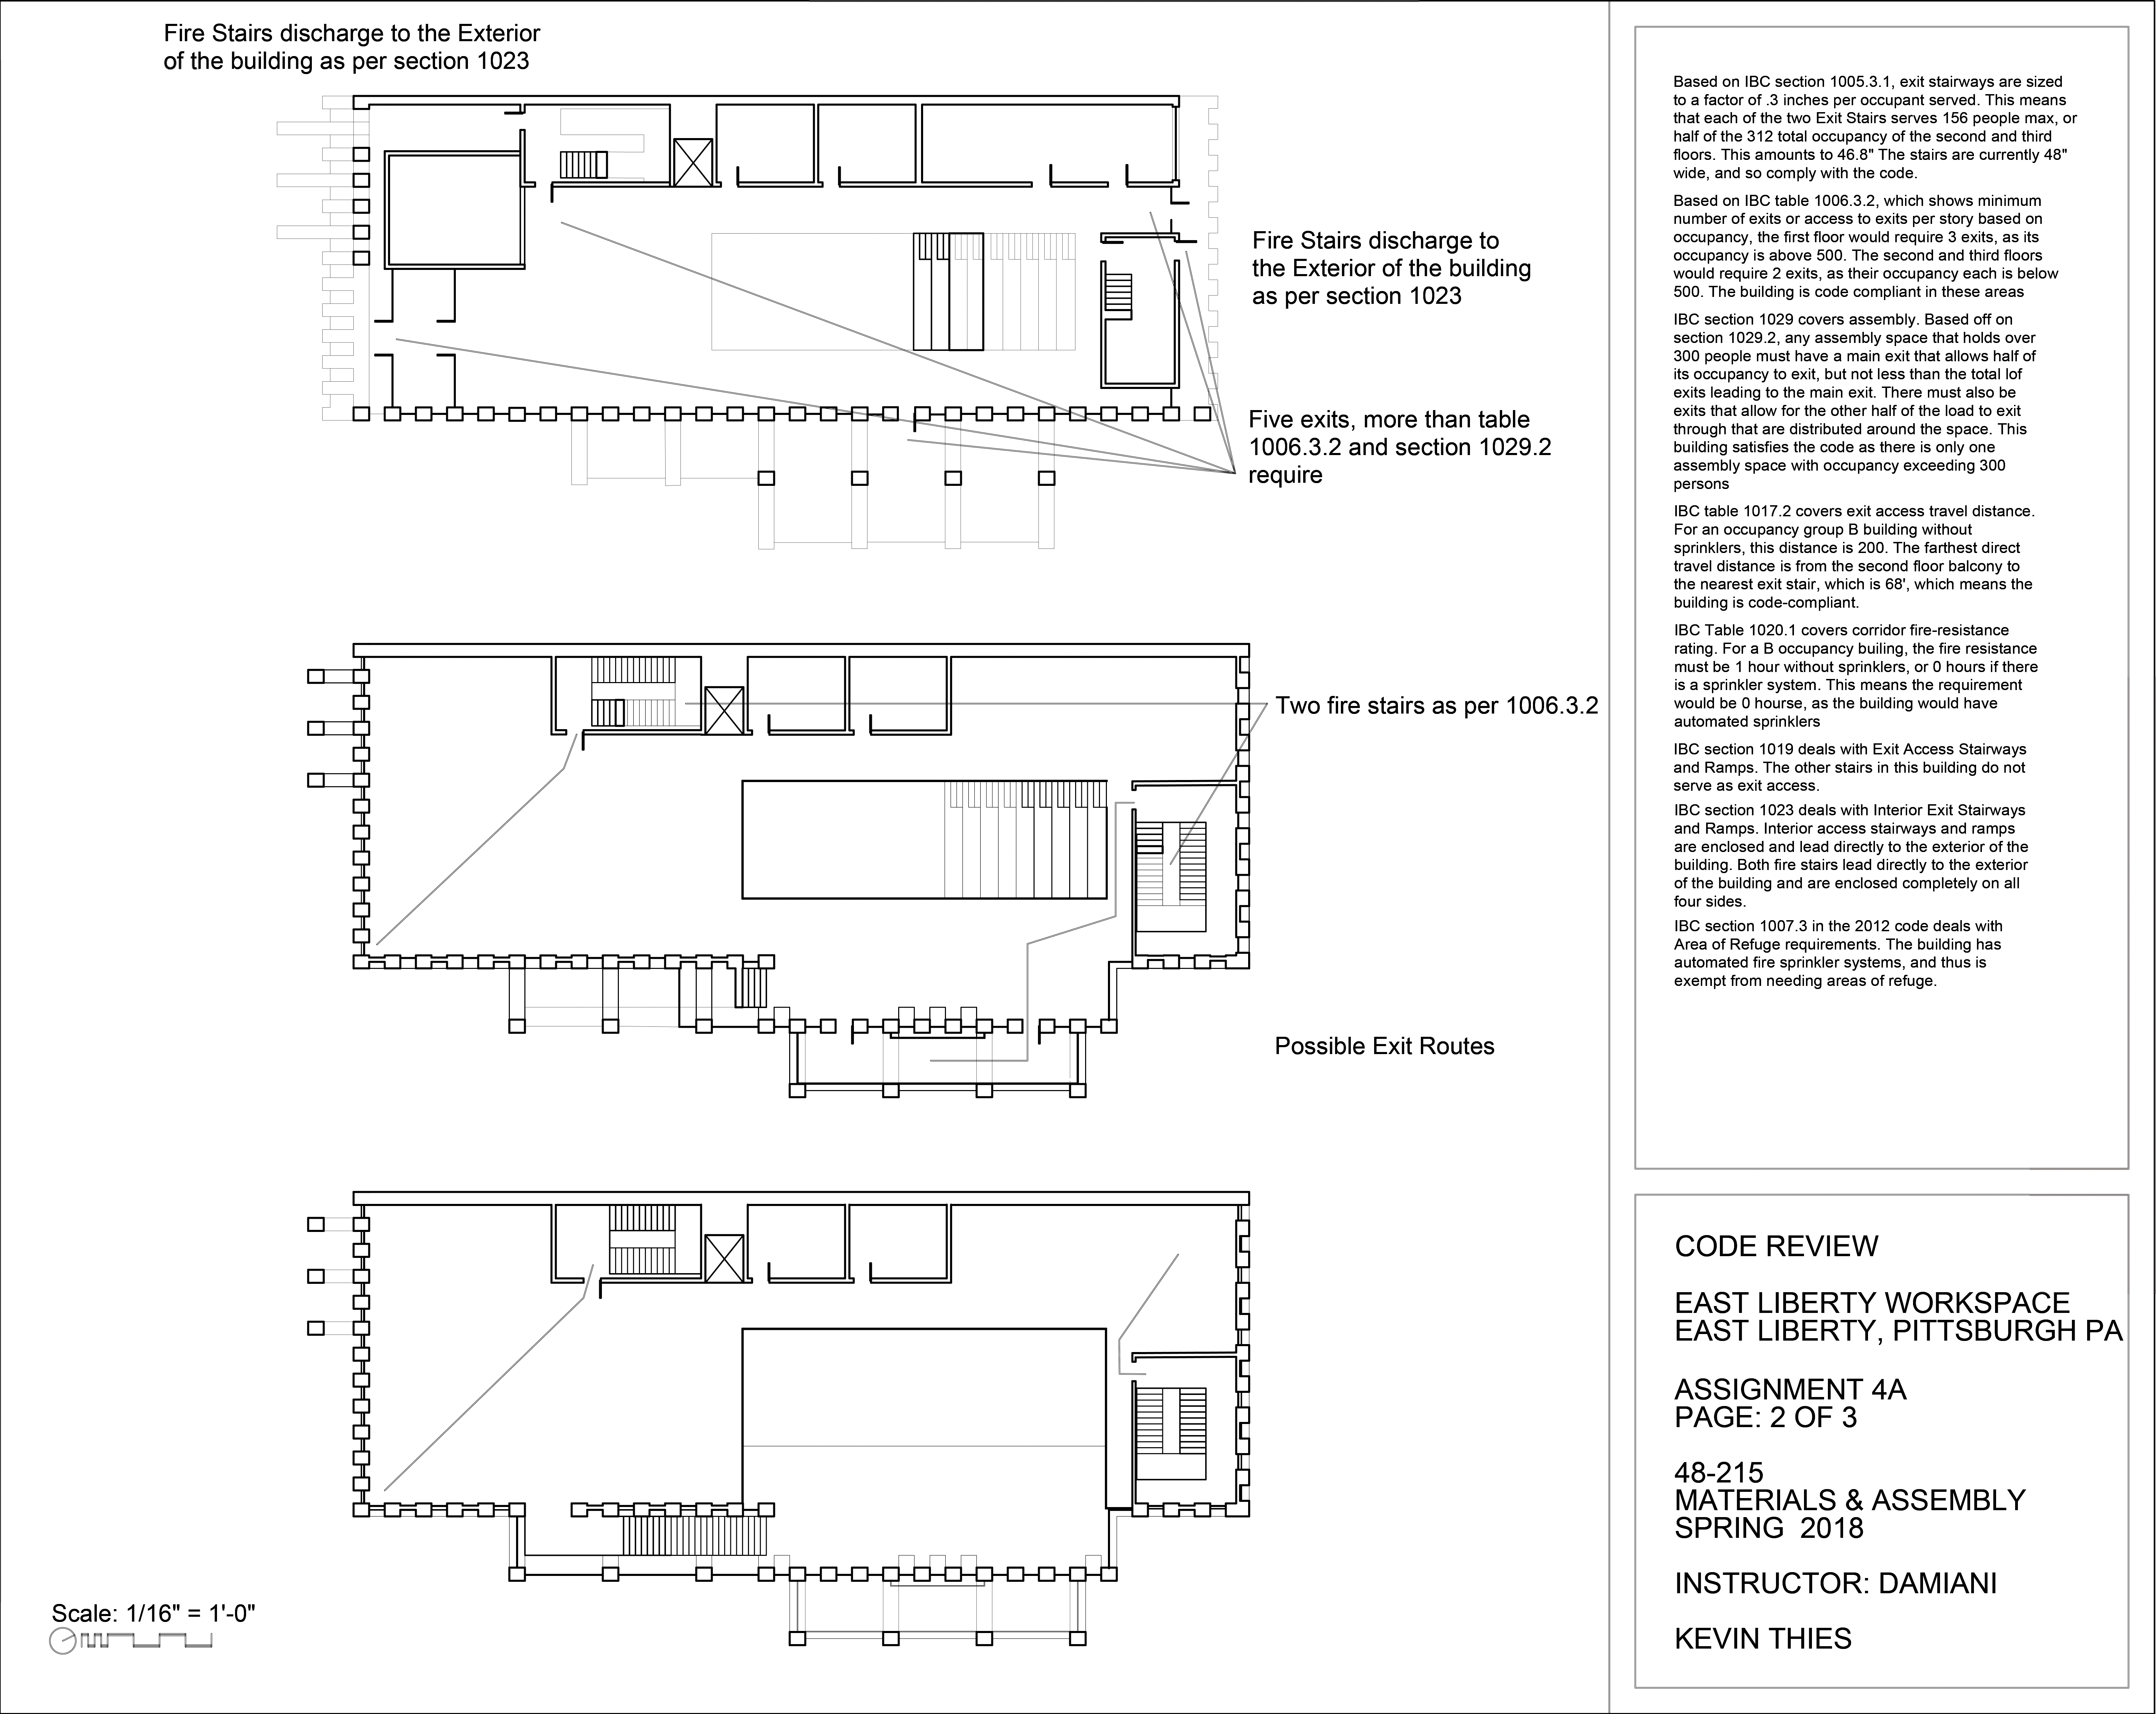 Fire Stairs discharge to the Exterior
of the building as per section 1023
Fire Stairs discharge to
the Exterior of the building
as per section 1023
Five exits, more than table
1006.3.2 and section 1029.2
require
Two fire stairs as per 1006.3.2
Possible Exit Routes
Scale: 1/16" = 1'-0"
Based on IBC section 1005.3.1, exit stairways are sized
to a factor of .3 inches per occupant served. This means
that each of the two Exit Stairs serves 156 people max, or
half of the 312 total occupancy of the second and third
floors. This amounts to 46.8" The stairs are currently 48"
wide, and so comply with the code.
Based on IBC table 1006.3.2, which shows minimum
number of exits or access to exits per story based on
occupancy, the first floor would require 3 exits, as its
occupancy is above 500. The second and third floors
would require 2 exits, as their occupancy each is below
500. The building is code compliant in these areas
IBC section 1029 covers assembly. Based off on
section 1029.2, any assembly space that holds over
300 people must have a main exit that allows half of
its occupancy to exit, but not less than the total lof
exits leading to the main exit. There must also be
exits that allow for the other half of the load to exit
through that are distributed around the space. This
building satisfies the code as there is only one
assembly space with occupancy exceeding 300
persons
IBC table 1017.2 covers exit access travel distance.
For an occupancy group B building without
sprinklers, this distance is 200. The farthest direct
travel distance is from the second floor balcony to
the nearest exit stair, which is 68', which means the
building is code-compliant.
IBC Table 1020.1 covers corridor fire-resistance
rating. For a B occupancy builing, the fire resistance
must be 1 hour without sprinklers, or 0 hours if there
is a sprinkler system. This means the requirement
would be 0 hourse, as the building would have
automated sprinklers
IBC section 1019 deals with Exit Access Stairways
and Ramps. The other stairs in this building do not
serve as exit access.
IBC section 1023 deals with Interior Exit Stairways
and Ramps. Interior access stairways and ramps
are enclosed and lead directly to the exterior of the
building. Both fire stairs lead directly to the exterior
of the building and are enclosed completely on all
four sides.
IBC section 1007.3 in the 2012 code deals with
Area of Refuge requirements. The building has
automated fire sprinkler systems, and thus is
exempt from needing areas of refuge.
CODE REVIEW
EAST LIBERTY WORKSPACE
EAST LIBERTY, PITTSBURGH PA
ASSIGNMENT 4A
PAGE: 2 OF 3
48-215
MATERIALS & ASSEMBLY
SPRING  2018
INSTRUCTOR: DAMIANI
KEVIN THIES